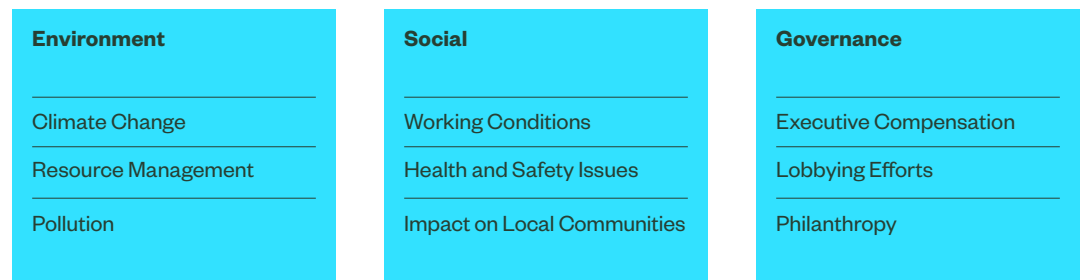 Environment
Climate Change
Resource Management
Pollution
Social
Working Conditions
Health and Safety Issues
Impact on Local Communities
Governance
Executive Compensation
Lobbying Efforts
Philanthropy